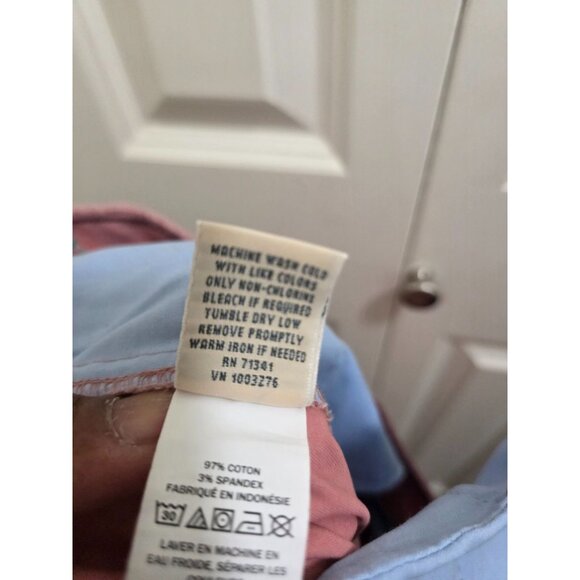 MACHINE WASH COLD
WITH LIKE COLORS
ONLY NON-CHLORINE
BLEACH IF REQUIRED
TUMBLE DRY LOW
REMOVE PROMPTLY
WARM IRON IF NEEDED
RN 71341
VN 1003276
97% COTON
3% SPANDEX
FABRIQUÉ EN INDONÉSIE
30
LAVER EN MACHINE EN
EAU FROIDE, SÉPARER LES